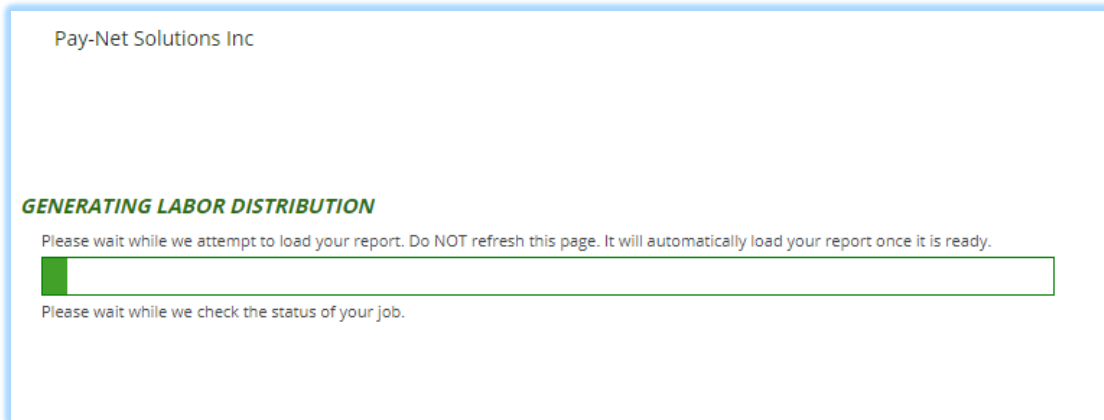 Pay-Net Solutions Inc
GENERATING LABOR DISTRIBUTION
Please wait while we attempt to load your report. Do NOT refresh this page. It will automatically load your report once it is ready.
Please wait while we check the status of your job.